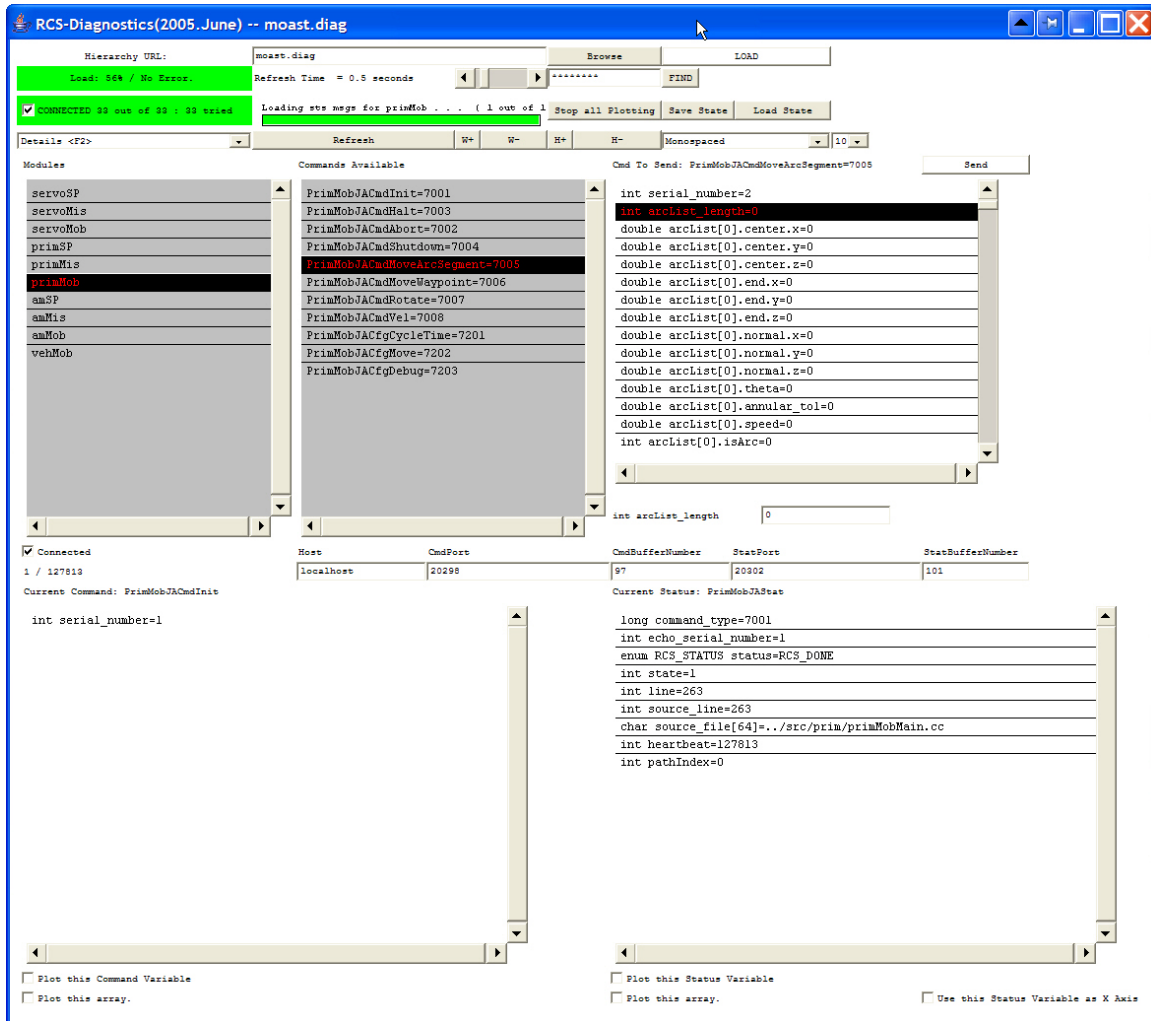 RCS-Diagnostics(2005.June) -- moast.diag
Hierarchy URL: moast.diag Browse LOAD
Load: 56% / No Error. Refresh Time = 0.5 seconds ******** FIND
CONNECTED 33 out of 33 : 33 tried Loading sts msgs for primMob . . . ( 1 out of 1 Stop all Plotting Save State Load State
Details <F2> Refresh W+ W- H+ H- Monospaced 10
Modules
servoSP
servoMis
servoMob
primSP
primMis
primMob
amSP
amMis
amMob
vehMob
Commands Available
PrimMobJACmdInit=7001
PrimMobJACmdHalt=7003
PrimMobJACmdAbort=7002
PrimMobJACmdShutdown=7004
PrimMobJACmdMoveArcSegment=7005
PrimMobJACmdMoveWaypoint=7006
PrimMobJACmdRotate=7007
PrimMobJACmdVel=7008
PrimMobJACfgCycleTime=7201
PrimMobJACfgMove=7202
PrimMobJACfgDebug=7203
Cmd To Send: PrimMobJACmdMoveArcSegment=7005 Send
int serial_number=2
int arcList_length=0
double arcList[0].center.x=0
double arcList[0].center.y=0
double arcList[0].center.z=0
double arcList[0].end.x=0
double arcList[0].end.y=0
double arcList[0].end.z=0
double arcList[0].normal.x=0
double arcList[0].normal.y=0
double arcList[0].normal.z=0
double arcList[0].theta=0
double arcList[0].annular_tol=0
double arcList[0].speed=0
int arcList[0].isArc=0
int arcList_length 0
Connected Host CmdPort CmdBufferNumber StatPort StatBufferNumber
1 / 127813 localhost 20298 97 20302 101
Current Command: PrimMobJACmdInit
int serial_number=1
Current Status: PrimMobJAStat
long command_type=7001
int echo_serial_number=1
enum RCS_STATUS status=RCS_DONE
int state=1
int line=263
int source_line=263
char source_file[64]=../src/prim/primMobMain.cc
int heartbeat=127813
int pathIndex=0
Plot this Command Variable Plot this Status Variable
Plot this array. Plot this array. Use this Status Variable as X Axis